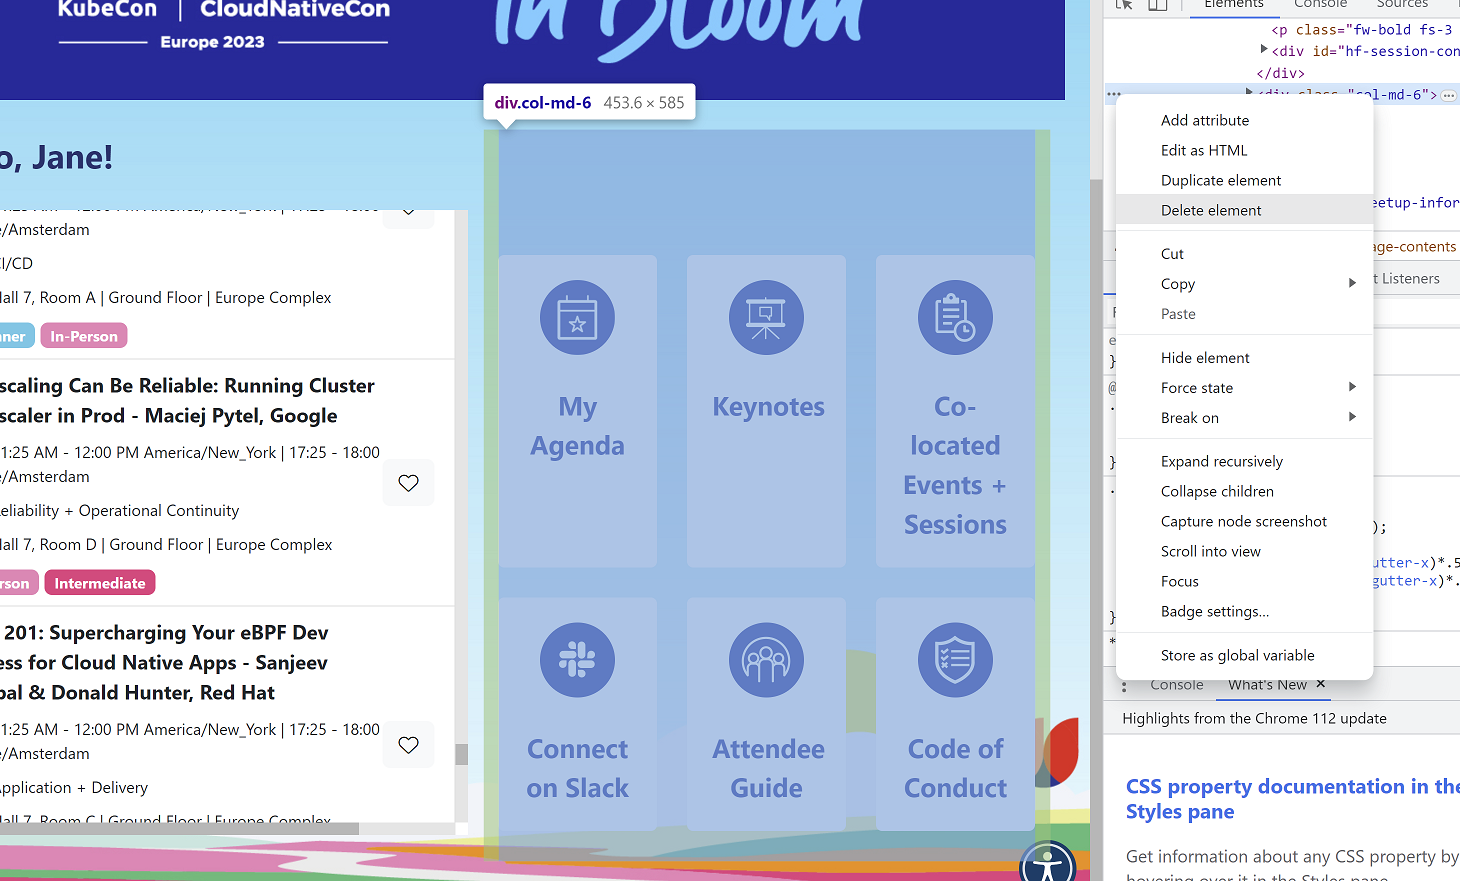 KubeCon | CloudNativeCon
Europe 2023
in Bloom
div.col-md-6 453.6 × 585
o, Jane!
/Amsterdam
I/CD
all 7, Room A | Ground Floor | Europe Complex
ner In-Person
scaling Can Be Reliable: Running Cluster
scaler in Prod - Maciej Pytel, Google
1:25 AM - 12:00 PM America/New_York | 17:25 - 18:00
e/Amsterdam
eliability + Operational Continuity
all 7, Room D | Ground Floor | Europe Complex
rson Intermediate
201: Supercharging Your eBPF Dev
ess for Cloud Native Apps - Sanjeev
pal & Donald Hunter, Red Hat
1:25 AM - 12:00 PM America/New_York | 17:25 - 18:00
e/Amsterdam
pplication + Delivery
all 7, Room C | Ground Floor | Europe Complex
My
Agenda
Keynotes
Co-
located
Events +
Sessions
Connect
on Slack
Attendee
Guide
Code of
Conduct
Elements Console Sources
<p class="fw-bold fs-3
<div id="hf-session-con
</div>
<div class="col-md-6">
Add attribute
Edit as HTML
Duplicate element
Delete element
Cut
Copy
Paste
Hide element
Force state
Break on
Expand recursively
Collapse children
Capture node screenshot
Scroll into view
Focus
Badge settings...
Store as global variable
eetup-infor
age-contents
t Listeners
);
utter-x)*.5
gutter-x)*.
Console What's New ×
Highlights from the Chrome 112 update
CSS property documentation in the
Styles pane
Get information about any CSS property by
hovering over it in the Styles pane